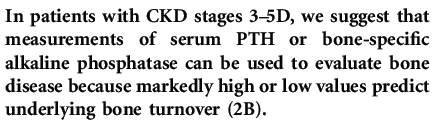 In patients with CKD stages 3–5D, we suggest that
measurements of serum PTH or bone-specific
alkaline phosphatase can be used to evaluate bone
disease because markedly high or low values predict
underlying bone turnover (2B).